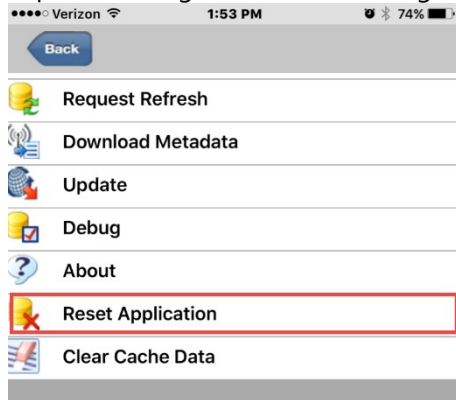 Verizon 1:53 PM 74%
Back
Request Refresh
Download Metadata
Update
Debug
About
Reset Application
Clear Cache Data